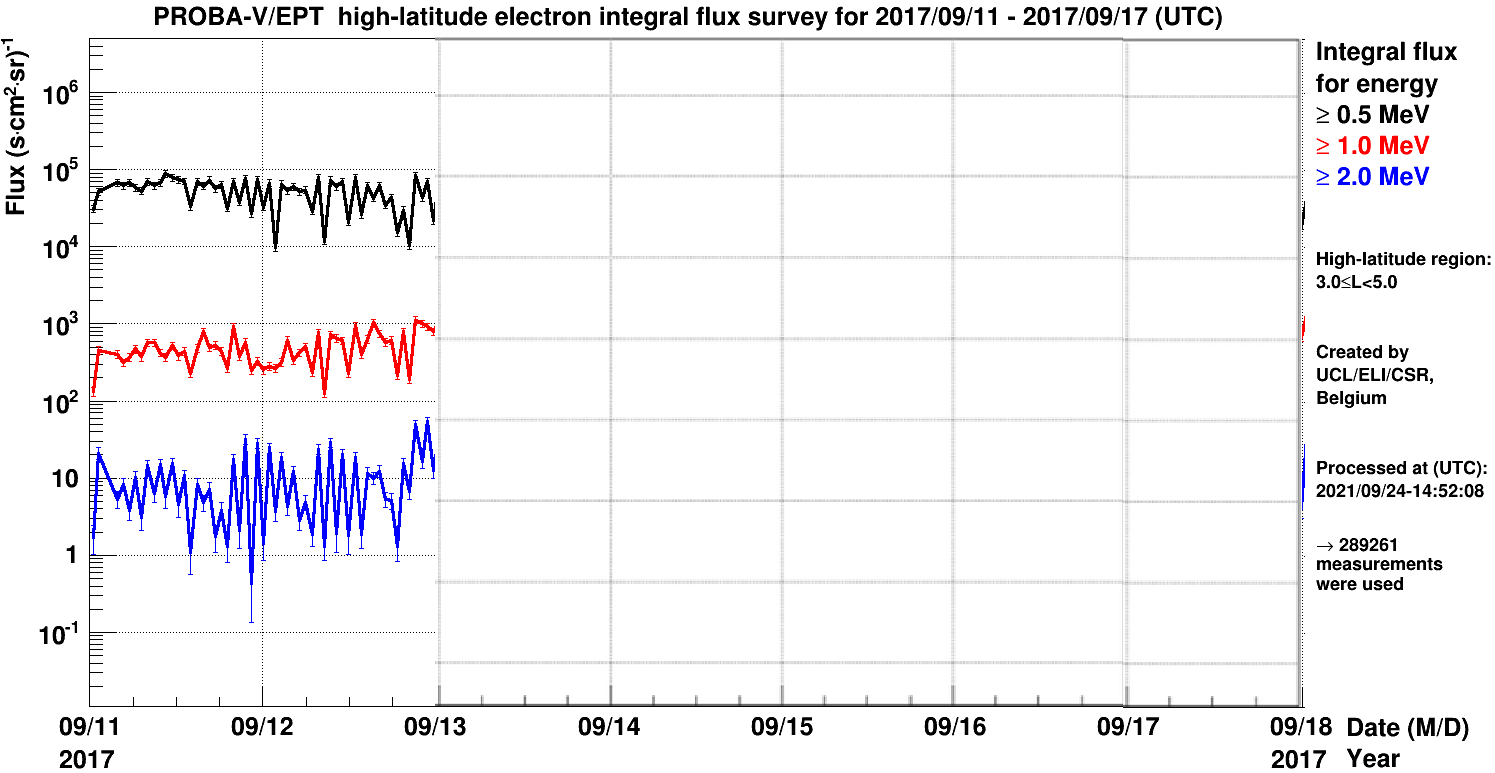 PROBA-V/EPT high-latitude electron integral flux survey for 2017/09/11 - 2017/09/17 (UTC)
Flux (s·cm²·sr)⁻¹
10⁶
10⁵
10⁴
10³
10²
10
1
10⁻¹
09/11
09/12
09/13
09/14
09/15
09/16
09/17
09/18
Date (M/D)
2017
2017
Year
Integral flux
for energy
≥ 0.5 MeV
≥ 1.0 MeV
≥ 2.0 MeV
High-latitude region:
3.0≤L<5.0
Created by
UCL/ELI/CSR,
Belgium
Processed at (UTC):
2021/09/24-14:52:08
→ 289261
measurements
were used